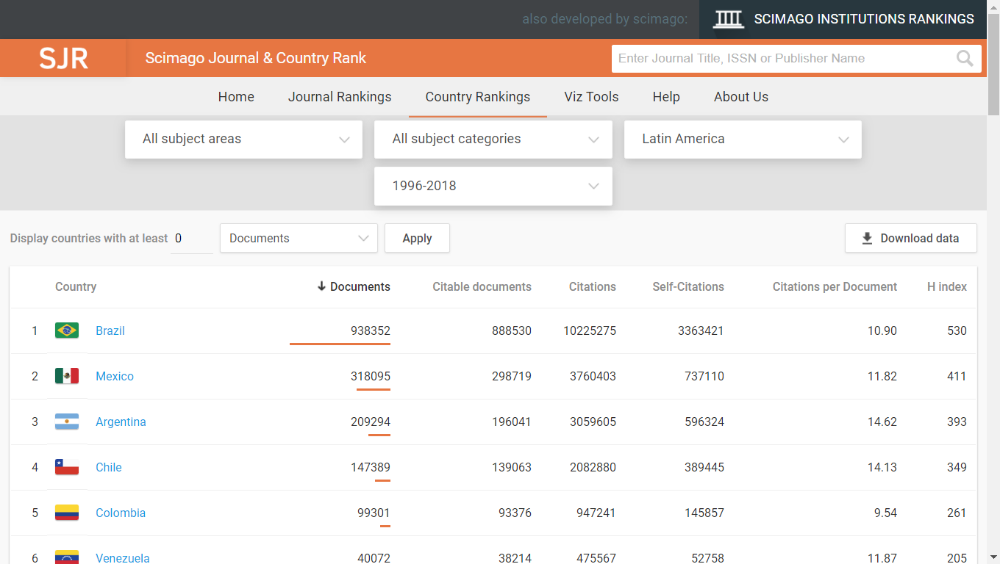 also developed by scimago: SCIMAGO INSTITUTIONS RANKINGS
SJR Scimago Journal & Country Rank Enter Journal Title, ISSN or Publisher Name
Home Journal Rankings Country Rankings Viz Tools Help About Us
All subject areas All subject categories Latin America
1996-2018
Display countries with at least 0 Documents Apply Download data
Country Documents Citable documents Citations Self-Citations Citations per Document H index
1 Brazil 938352 888530 10225275 3363421 10.90 530
2 Mexico 318095 298719 3760403 737110 11.82 411
3 Argentina 209294 196041 3059605 596324 14.62 393
4 Chile 147389 139063 2082880 389445 14.13 349
5 Colombia 99301 93376 947241 145857 9.54 261
6 Venezuela 40072 38214 475567 52758 11.87 205